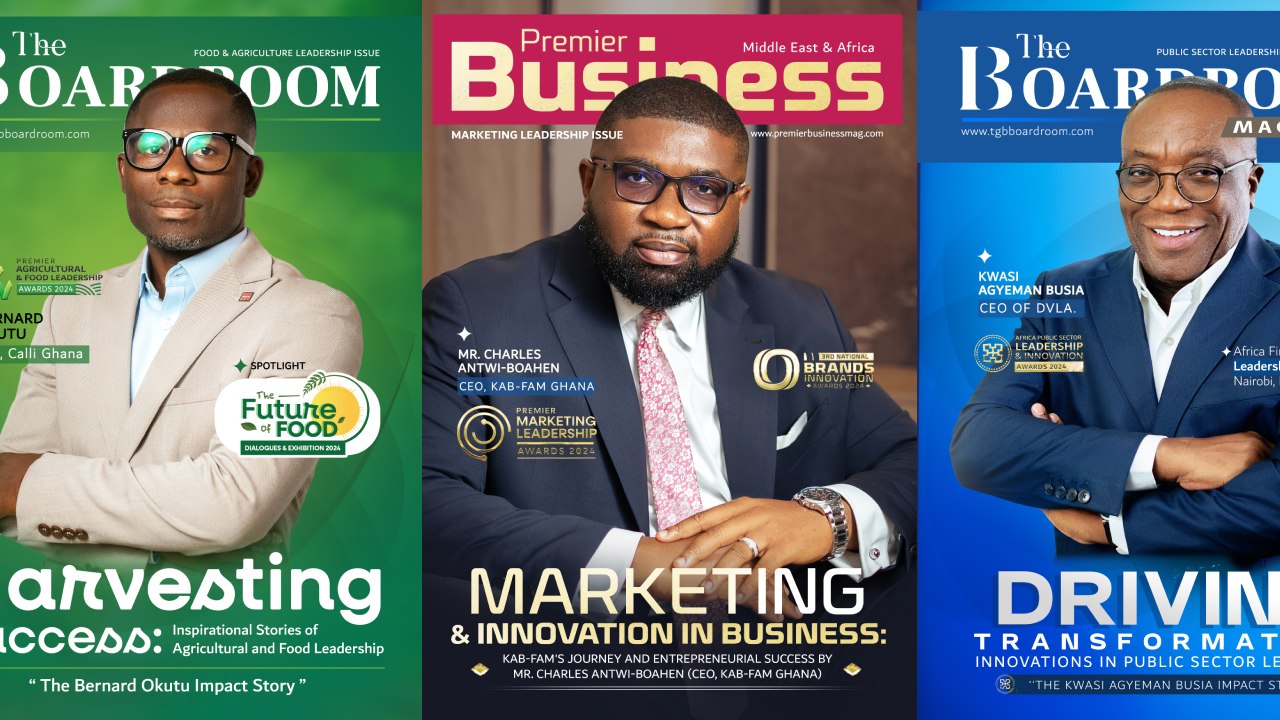 The
BOARDROOM
FOOD & AGRICULTURE LEADERSHIP ISSUE
boardroom.com
PREMIER
AGRICULTURAL
& FOOD LEADERSHIP
AWARDS 2024
ERNARD
UTU
, Calli Ghana
SPOTLIGHT
The
Future
of FOOD
DIALOGUES & EXHIBITION 2024
arvesting
uccess:
Inspirational Stories of
Agricultural and Food Leadership
“ The Bernard Okutu Impact Story ”
Premier
Business
Middle East & Africa
MARKETING LEADERSHIP ISSUE
www.premierbusinessmag.com
MR. CHARLES
ANTWI-BOAHEN
CEO, KAB-FAM GHANA
PREMIER
MARKETING
LEADERSHIP
AWARDS 2024
3RD NATIONAL
BRANDS
INNOVATION
AWARDS 2024
MARKETING
& INNOVATION IN BUSINESS:
KAB-FAM'S JOURNEY AND ENTREPRENEURIAL SUCCESS BY
MR. CHARLES ANTWI-BOAHEN (CEO, KAB-FAM GHANA)
The
BOARDRO
PUBLIC SECTOR LEADERSHI
www.tgbboardroom.com
MAG
KWASI
AGYEMAN BUSIA
CEO OF DVLA.
AFRICA PUBLIC SECTOR
LEADERSHIP
& INNOVATION
AWARDS 2024
Africa Fi
Leadersh
Nairobi,
DRIVIN
TRANSFORMAT
INNOVATIONS IN PUBLIC SECTOR LE
“THE KWASI AGYEMAN BUSIA IMPACT ST